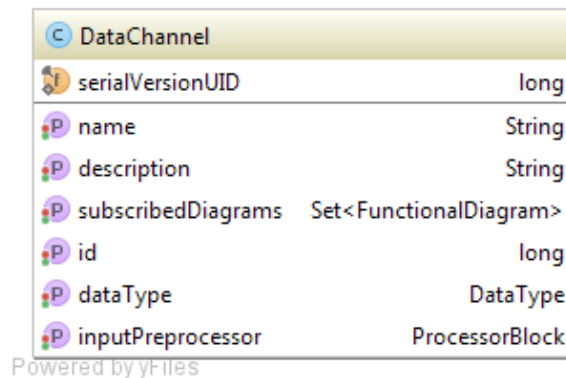 C DataChannel
f serialVersionUID long
P name String
P description String
P subscribedDiagrams Set<FunctionalDiagram>
P id long
P dataType DataType
P inputPreprocessor ProcessorBlock
Powered by yFiles